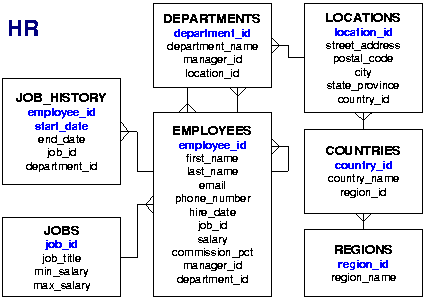 HR
DEPARTMENTS
department_id
department_name
manager_id
location_id
LOCATIONS
location_id
street_address
postal_code
city
state_province
country_id
JOB_HISTORY
employee_id
start_date
end_date
job_id
department_id
EMPLOYEES
employee_id
first_name
last_name
email
phone_number
hire_date
job_id
salary
commission_pct
manager_id
department_id
COUNTRIES
country_id
country_name
region_id
JOBS
job_id
job_title
min_salary
max_salary
REGIONS
region_id
region_name